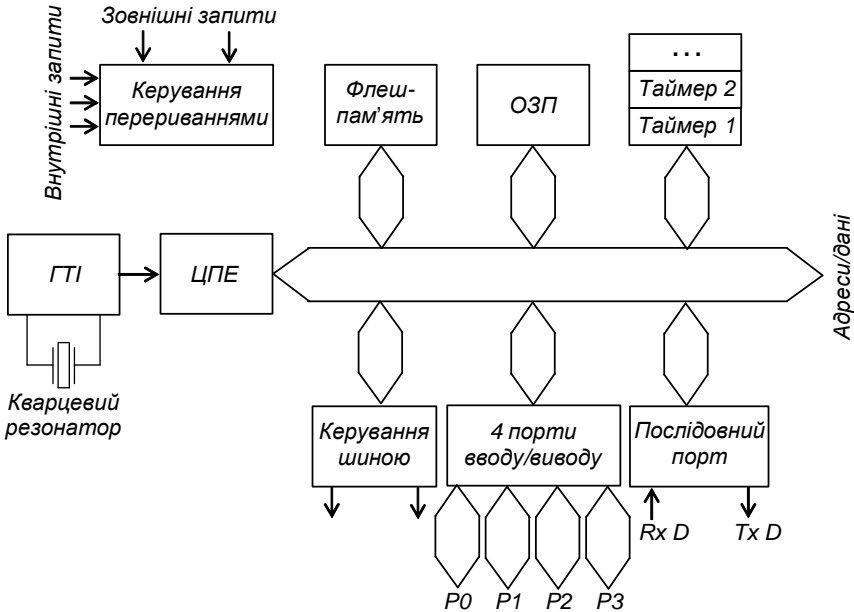 Зовнішні запити
Внутрішні запити
Керування
перериваннями
Флеш-
пам'ять
ОЗП
...
Таймер 2
Таймер 1
ГТІ
ЦПЕ
Адреси/дані
Кварцевий
резонатор
Керування
шиною
4 порти
вводу/виводу
Послідовний
порт
Rx D
Tx D
P0
P1
P2
P3